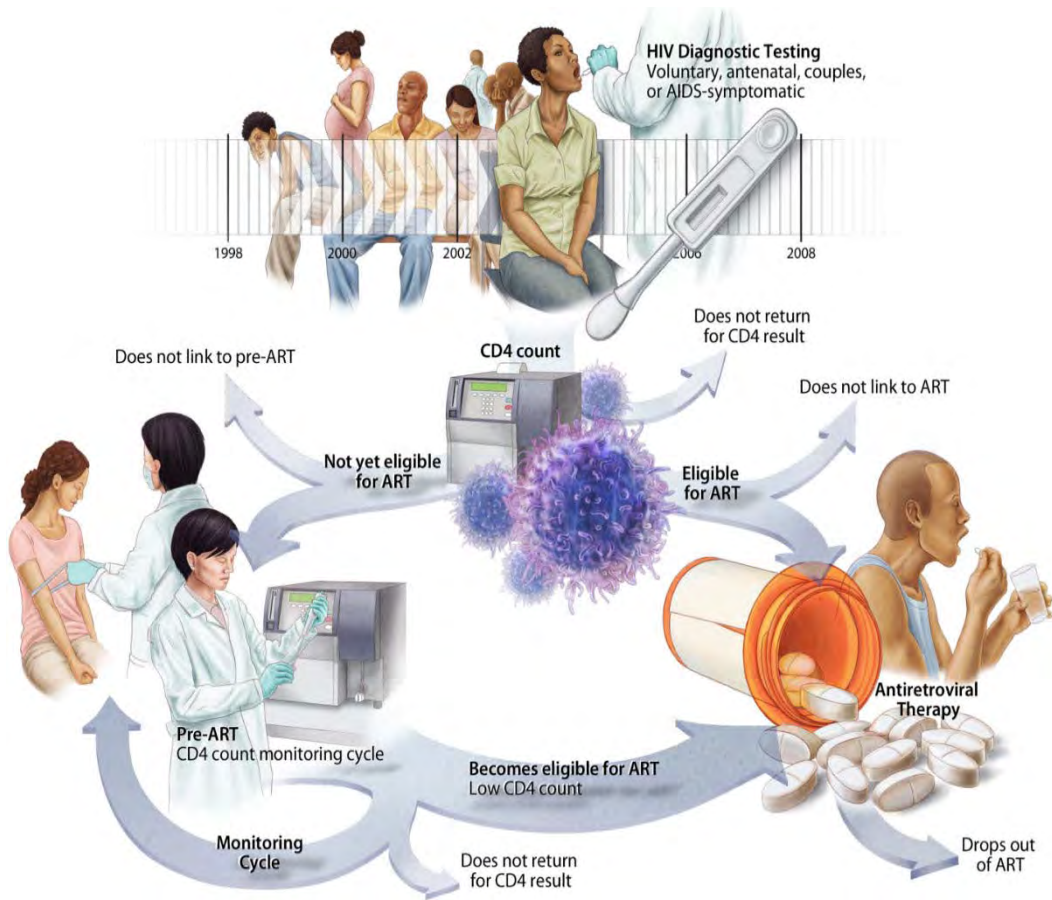 HIV Diagnostic Testing
Voluntary, antenatal, couples,
or AIDS-symptomatic
1998
2000
2002
2006
2008
Does not return
for CD4 result
CD4 count
Does not link to pre-ART
Does not link to ART
Not yet eligible
for ART
Eligible
for ART
Antiretroviral
Therapy
Pre-ART
CD4 count monitoring cycle
Becomes eligible for ART
Low CD4 count
Monitoring
Cycle
Does not return
for CD4 result
Drops out
of ART